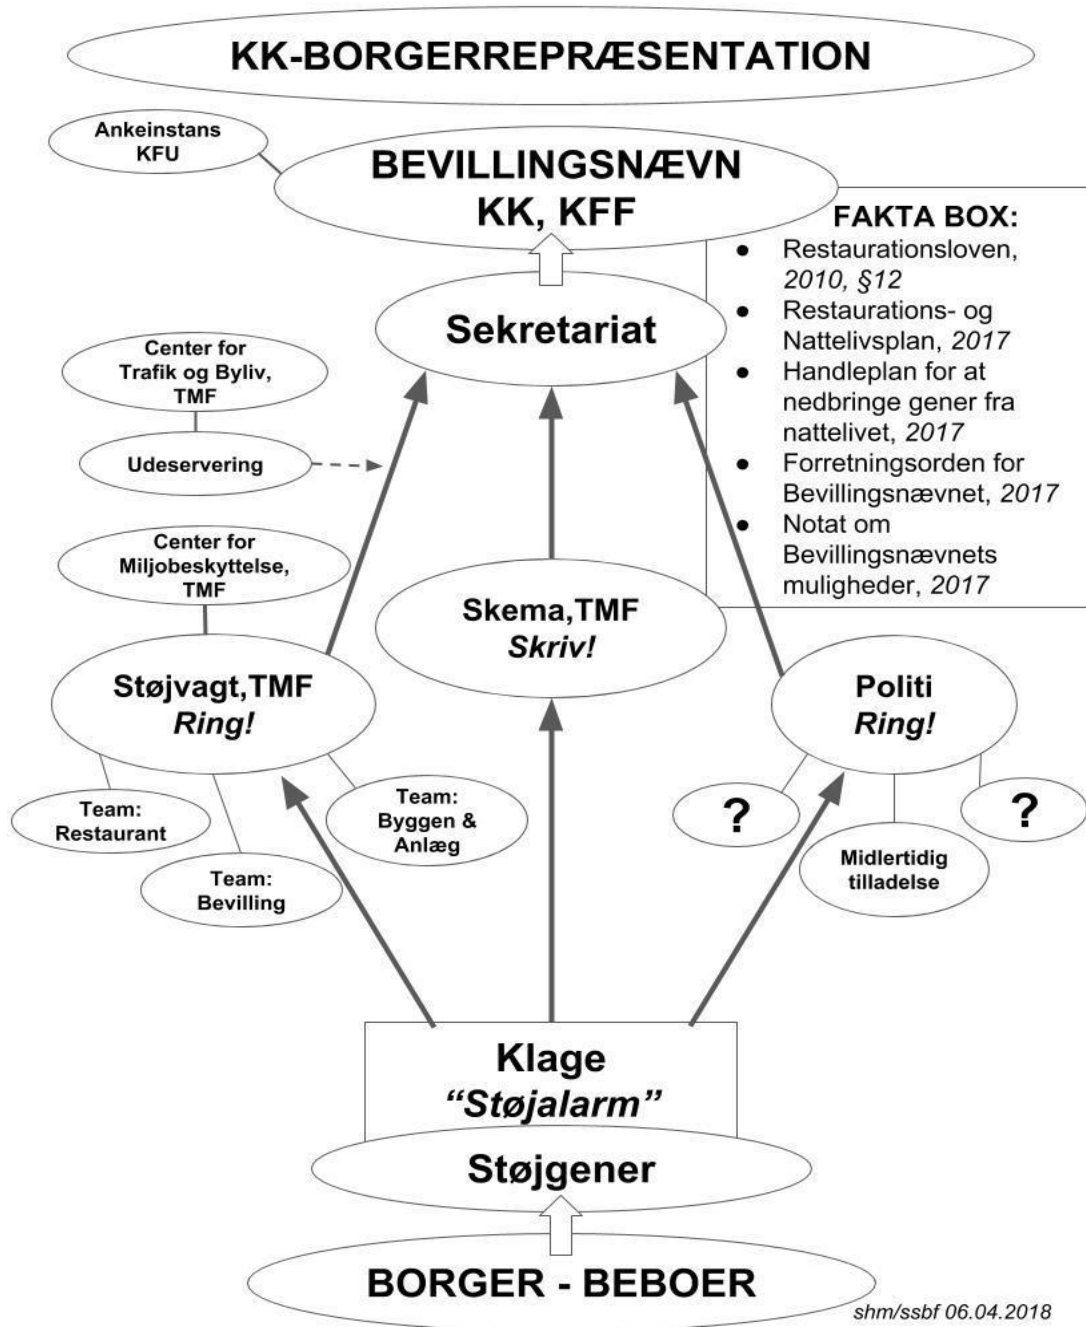 KK-BORGERREPRÆSENTATION
Ankeinstans
KFU
BEVILLINGSNÆVN
KK, KFF
FAKTA BOX:
● Restaurationsloven,
2010, §12
● Restaurations- og
Nattelivsplan, 2017
● Handleplan for at
nedbringe gener fra
nattelivet, 2017
● Forretningsorden for
Bevillingsnævnet, 2017
● Notat om
Bevillingsnævnets
muligheder, 2017
Sekretariat
Center for
Trafik og Byliv,
TMF
Udeservering
Center for
Miljobeskyttelse,
TMF
Støjvagt,TMF
Ring!
Skema,TMF
Skriv!
Politi
Ring!
Team:
Restaurant
Team:
Bevilling
Team:
Byggen &
Anlæg
?
Midlertidig
tilladelse
?
Klage
“Støjalarm”
Støjgener
BORGER - BEBOER
shm/ssbf 06.04.2018